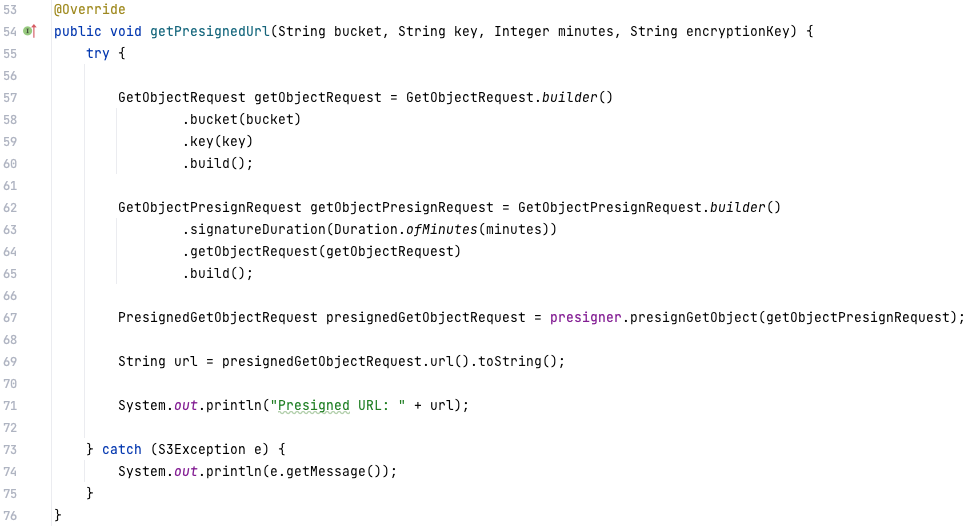 53 @Override
54 public void getPresignedUrl(String bucket, String key, Integer minutes, String encryptionKey) {
55     try {
56
57         GetObjectRequest getObjectRequest = GetObjectRequest.builder()
58                 .bucket(bucket)
59                 .key(key)
60                 .build();
61
62         GetObjectPresignRequest getObjectPresignRequest = GetObjectPresignRequest.builder()
63                 .signatureDuration(Duration.ofMinutes(minutes))
64                 .getObjectRequest(getObjectRequest)
65                 .build();
66
67         PresignedGetObjectRequest presignedGetObjectRequest = presigner.presignGetObject(getObjectPresignRequest);
68
69         String url = presignedGetObjectRequest.url().toString();
70
71         System.out.println("Presigned URL: " + url);
72
73     } catch (S3Exception e) {
74         System.out.println(e.getMessage());
75     }
76 }